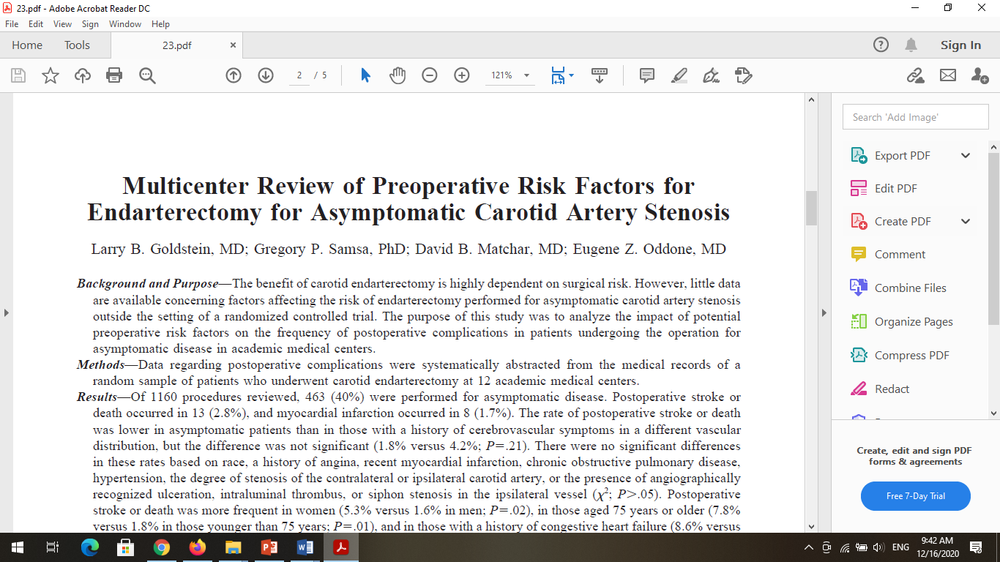 23.pdf - Adobe Acrobat Reader DC
File Edit View Sign Window Help
Home Tools 23.pdf × Sign In
2 / 5 121%
Search 'Add Image'
Export PDF
Edit PDF
Create PDF
Comment
Combine Files
Organize Pages
Compress PDF
Redact
Create, edit and sign PDF
forms & agreements
Free 7-Day Trial
Multicenter Review of Preoperative Risk Factors for
Endarterectomy for Asymptomatic Carotid Artery Stenosis
Larry B. Goldstein, MD; Gregory P. Samsa, PhD; David B. Matchar, MD; Eugene Z. Oddone, MD
Background and Purpose—The benefit of carotid endarterectomy is highly dependent on surgical risk. However, little data
are available concerning factors affecting the risk of endarterectomy performed for asymptomatic carotid artery stenosis
outside the setting of a randomized controlled trial. The purpose of this study was to analyze the impact of potential
preoperative risk factors on the frequency of postoperative complications in patients undergoing the operation for
asymptomatic disease in academic medical centers.
Methods—Data regarding postoperative complications were systematically abstracted from the medical records of a
random sample of patients who underwent carotid endarterectomy at 12 academic medical centers.
Results—Of 1160 procedures reviewed, 463 (40%) were performed for asymptomatic disease. Postoperative stroke or
death occurred in 13 (2.8%), and myocardial infarction occurred in 8 (1.7%). The rate of postoperative stroke or death
was lower in asymptomatic patients than in those with a history of cerebrovascular symptoms in a different vascular
distribution, but the difference was not significant (1.8% versus 4.2%; P=.21). There were no significant differences
in these rates based on race, a history of angina, recent myocardial infarction, chronic obstructive pulmonary disease,
hypertension, the degree of stenosis of the contralateral or ipsilateral carotid artery, or the presence of angiographically
recognized ulceration, intraluminal thrombus, or siphon stenosis in the ipsilateral vessel (χ²; P>.05). Postoperative
stroke or death was more frequent in women (5.3% versus 1.6% in men; P=.02), in those aged 75 years or older (7.8%
versus 1.8% in those younger than 75 years; P=.01), and in those with a history of congestive heart failure (8.6% versus
ENG
9:42 AM
12/16/2020